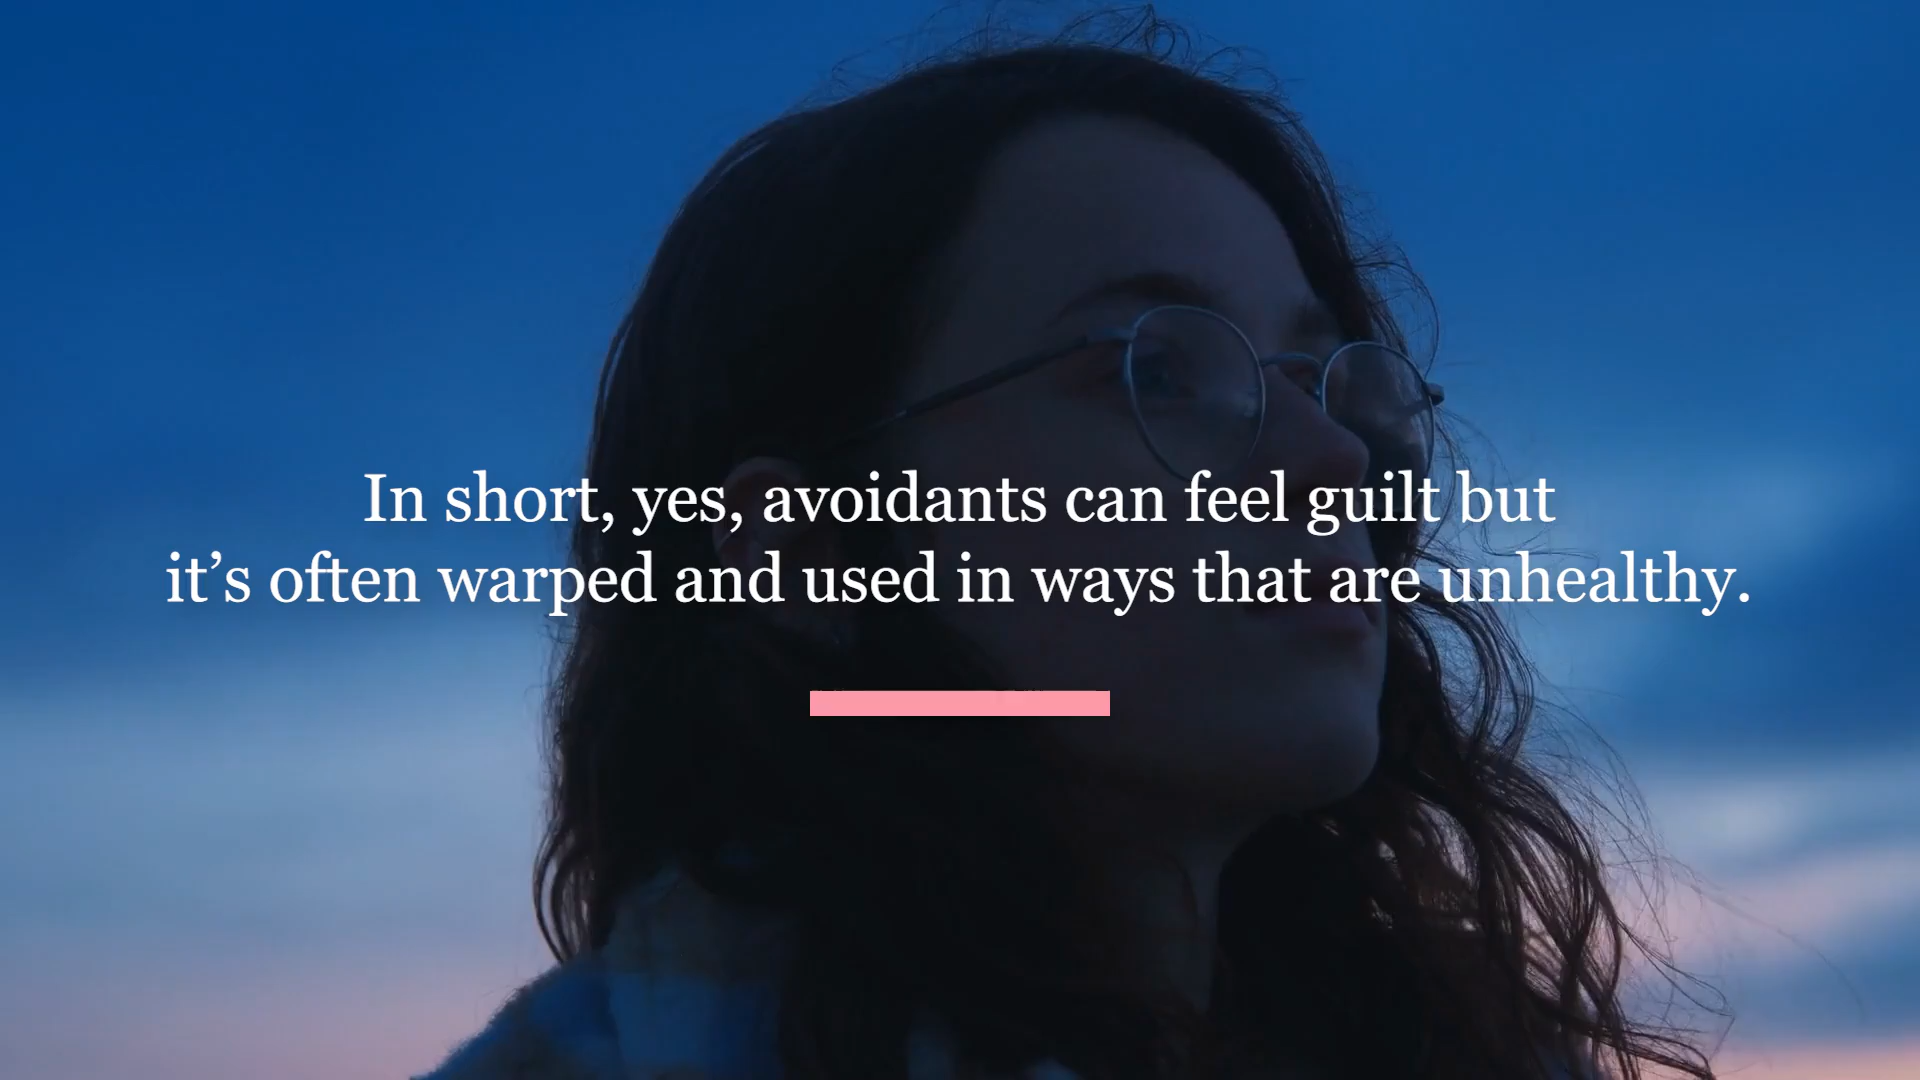 In short, yes, avoidants can feel guilt but
it’s often warped and used in ways that are unhealthy.